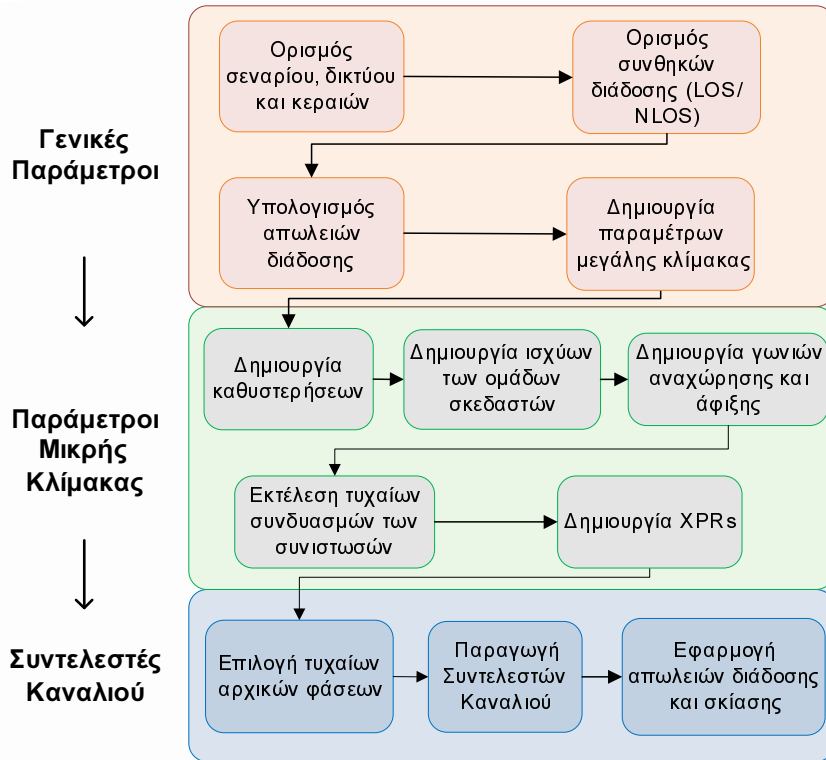 Γενικές
Παράμετροι
Ορισμός
σεναρίου, δικτύου
και κεραιών
Ορισμός
συνθηκών
διάδοσης (LOS/
NLOS)
Υπολογισμός
απωλειών
διάδοσης
Δημιουργία
παραμέτρων
μεγάλης κλίμακας
Παράμετροι
Μικρής
Κλίμακας
Δημιουργία
καθυστερήσεων
Δημιουργία ισχύων
των ομάδων
σκεδαστών
Δημιουργία γωνιών
αναχώρησης και
άφιξης
Εκτέλεση τυχαίων
συνδυασμών των
συνιστωσών
Δημιουργία XPRs
Συντελεστές
Καναλιού
Επιλογή τυχαίων
αρχικών φάσεων
Παραγωγή
Συντελεστών
Καναλιού
Εφαρμογή
απωλειών διάδοσης
και σκίασης